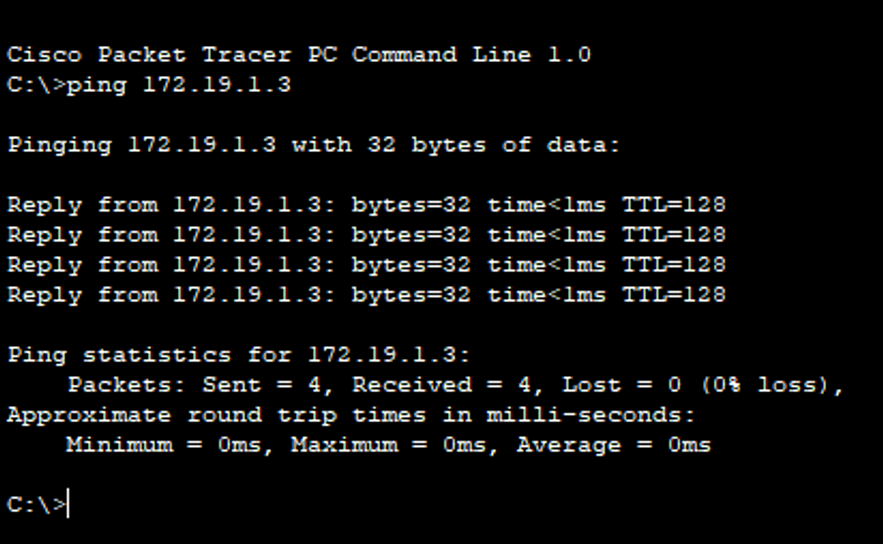 Cisco Packet Tracer PC Command Line 1.0
C:\>ping 172.19.1.3
Pinging 172.19.1.3 with 32 bytes of data:
Reply from 172.19.1.3: bytes=32 time<1ms TTL=128
Reply from 172.19.1.3: bytes=32 time<1ms TTL=128
Reply from 172.19.1.3: bytes=32 time<1ms TTL=128
Reply from 172.19.1.3: bytes=32 time<1ms TTL=128
Ping statistics for 172.19.1.3:
Packets: Sent = 4, Received = 4, Lost = 0 (0% loss),
Approximate round trip times in milli-seconds:
Minimum = 0ms, Maximum = 0ms, Average = 0ms
C:\>